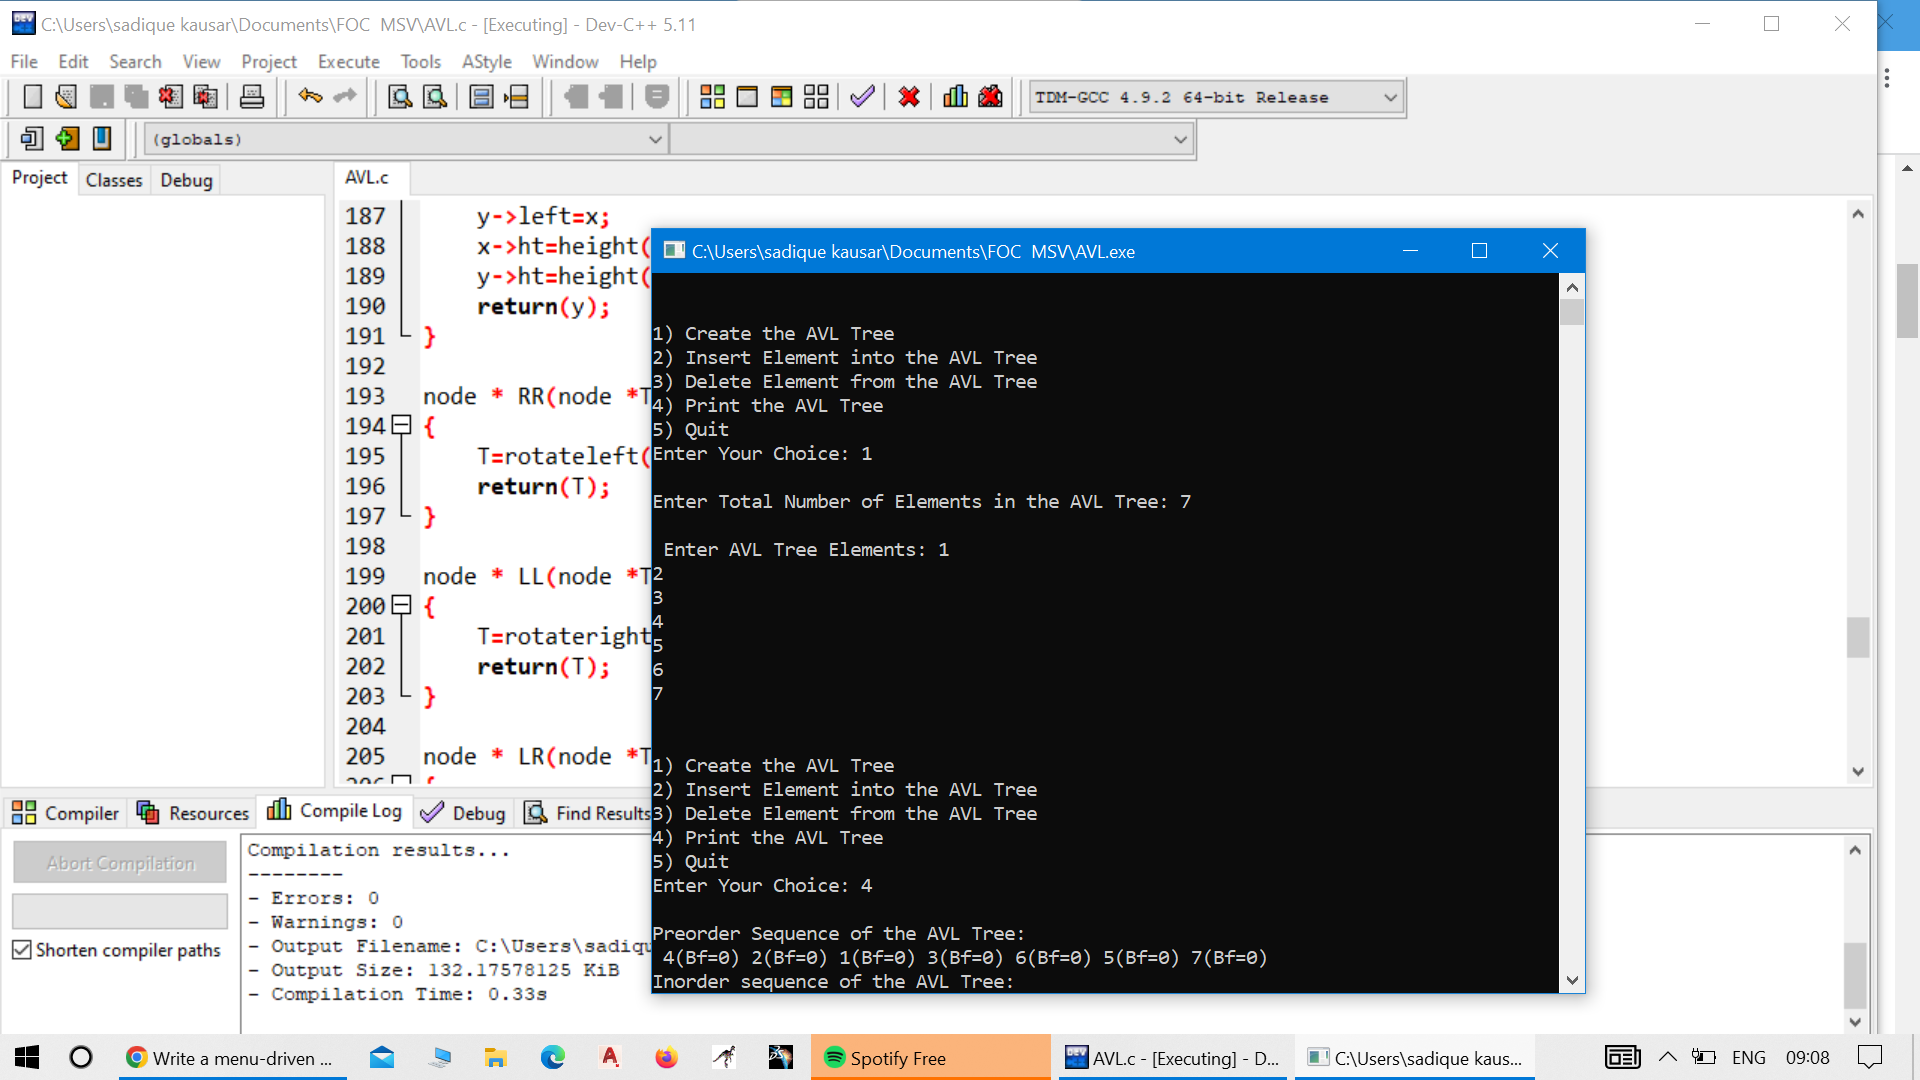 C:\Users\sadique kausar\Documents\FOC  MSV\AVL.c - [Executing] - Dev-C++ 5.11
File Edit Search View Project Execute Tools AStyle Window Help
TDM-GCC 4.9.2 64-bit Release
(globals)
Project Classes Debug
AVL.c
187 y->left=x;
188 x->ht=height(
189 y->ht=height(
190 return(y);
191 }
192
193 node * RR(node *T
194 {
195 T=rotateleft(
196 return(T);
197 }
198
199 node * LL(node *T
200 {
201 T=rotateright
202 return(T);
203 }
204
205 node * LR(node *T
206 {
C:\Users\sadique kausar\Documents\FOC  MSV\AVL.exe
1) Create the AVL Tree
2) Insert Element into the AVL Tree
3) Delete Element from the AVL Tree
4) Print the AVL Tree
5) Quit
Enter Your Choice: 1
Enter Total Number of Elements in the AVL Tree: 7
Enter AVL Tree Elements: 1
2
3
4
5
6
7
1) Create the AVL Tree
2) Insert Element into the AVL Tree
3) Delete Element from the AVL Tree
4) Print the AVL Tree
5) Quit
Enter Your Choice: 4
Preorder Sequence of the AVL Tree:
4(Bf=0) 2(Bf=0) 1(Bf=0) 3(Bf=0) 6(Bf=0) 5(Bf=0) 7(Bf=0)
Inorder sequence of the AVL Tree:
Compiler Resources Compile Log Debug Find Results
Abort Compilation
Shorten compiler paths
Compilation results...
--------
- Errors: 0
- Warnings: 0
- Output Filename: C:\Users\sadiqu
- Output Size: 132.17578125 KiB
- Compilation Time: 0.33s
Write a menu-driven ... Spotify Free AVL.c - [Executing] - D... C:\Users\sadique kaus... ENG 09:08